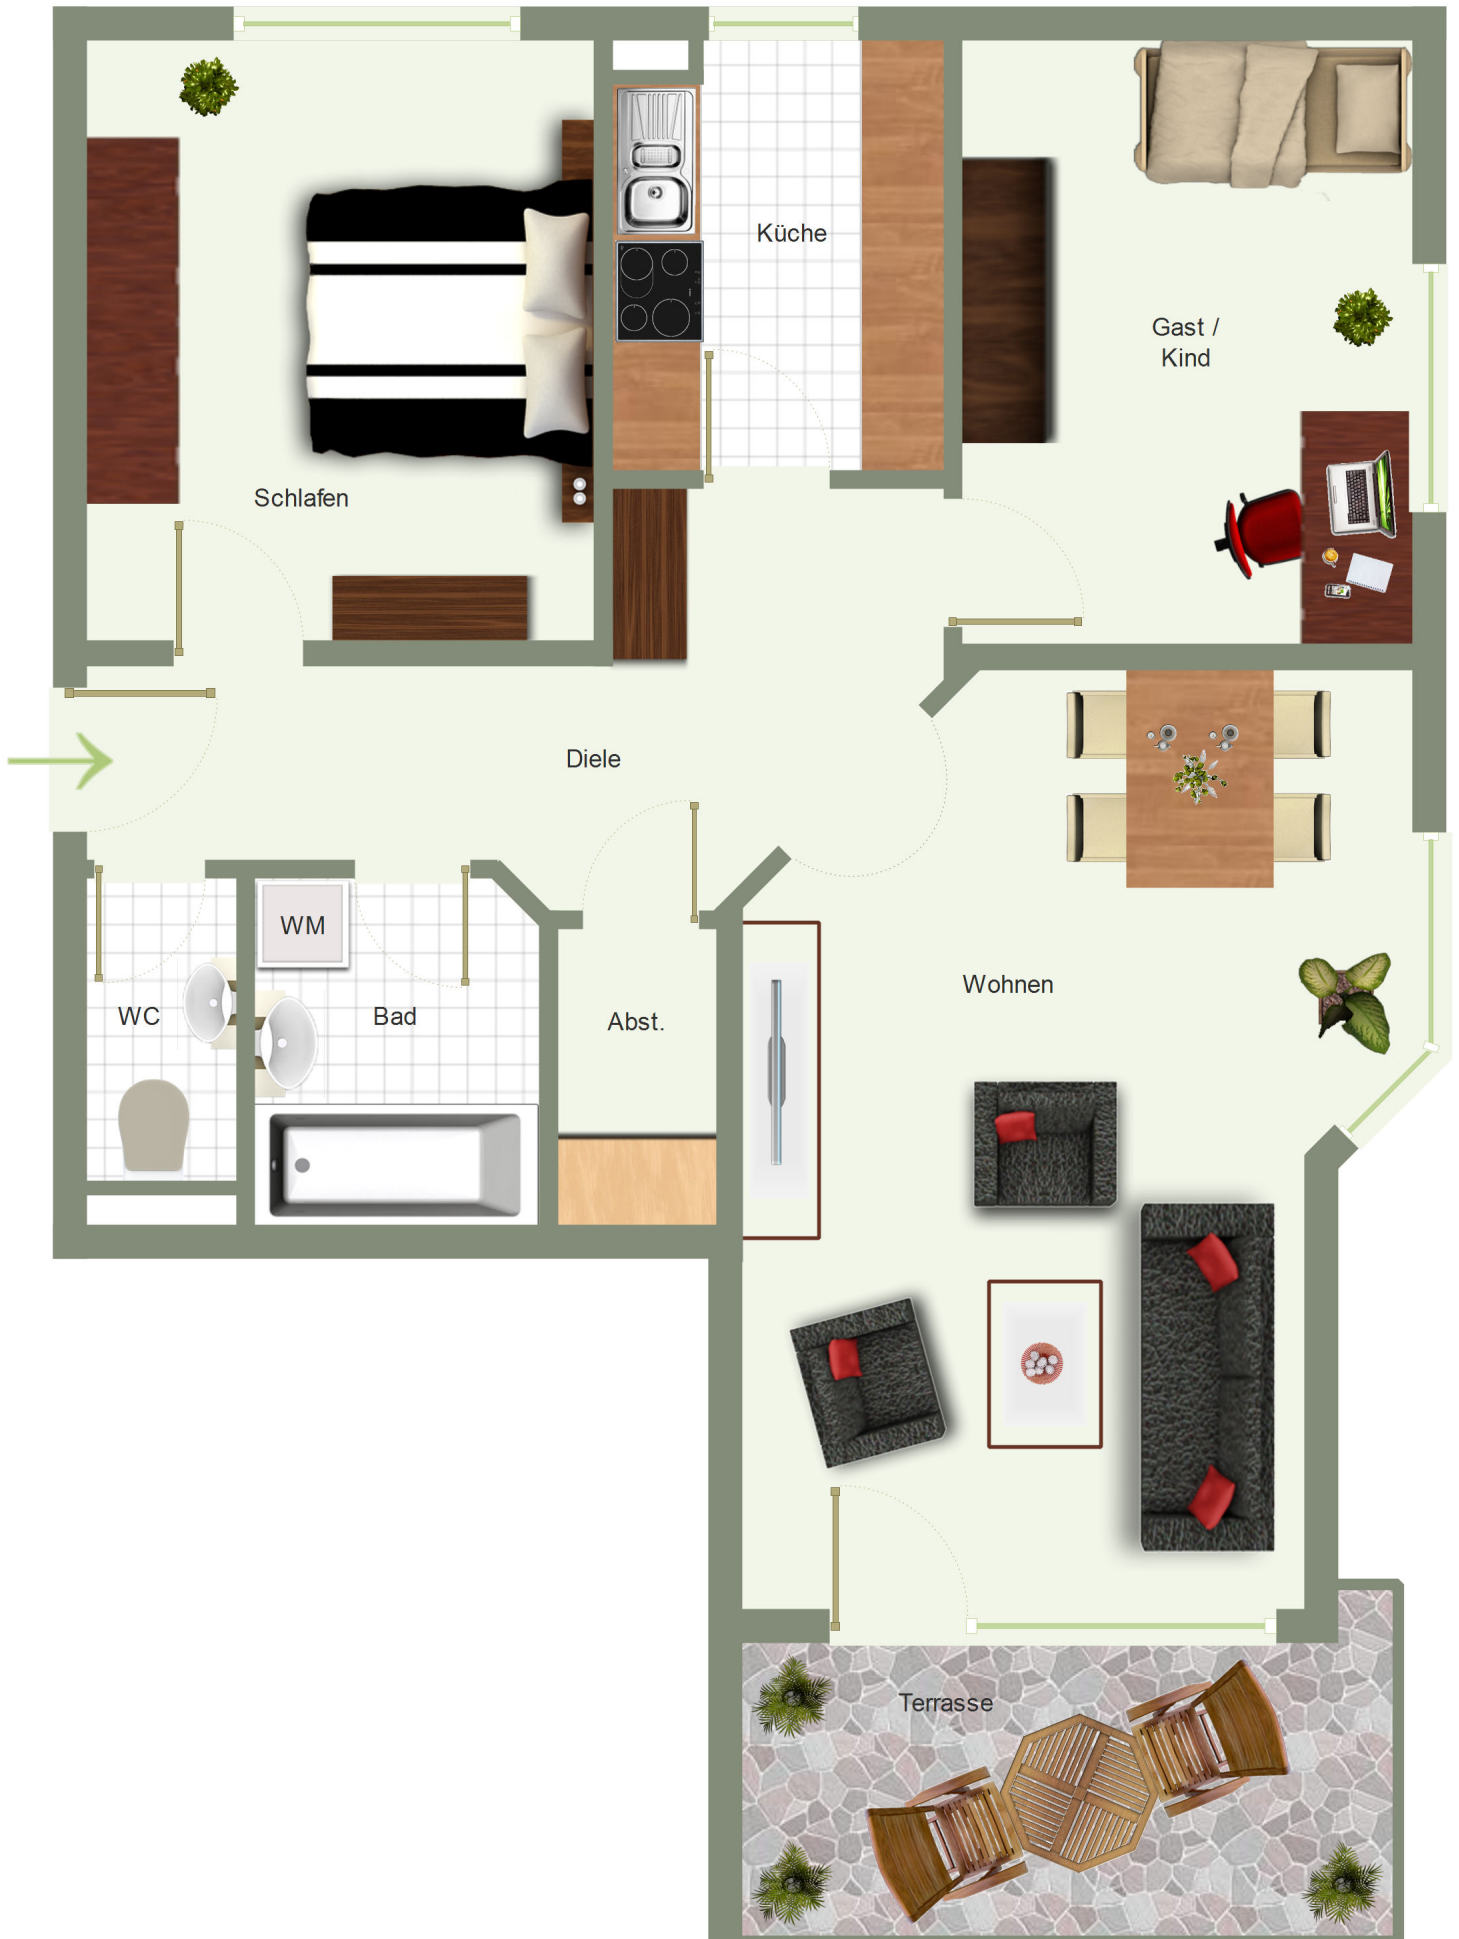 Küche
Gast /
Kind
Schlafen
Diele
WM
WC
Bad
Abst.
Wohnen
Terrasse